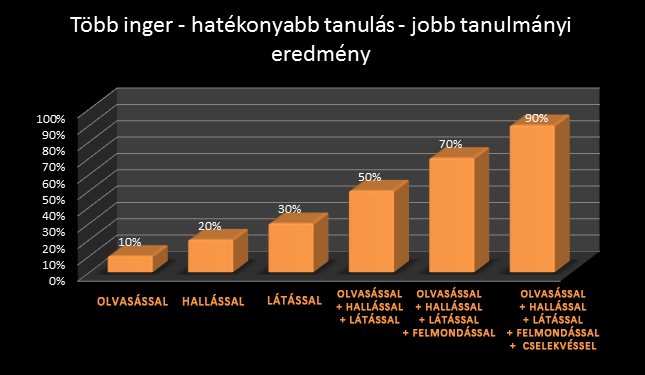 Több inger - hatékonyabb tanulás - jobb tanulmányi
eredmény
100%
90%
80%
70%
60%
50%
40%
30%
20%
10%
0%
10%
20%
30%
50%
70%
90%
OLVASÁSSAL
HALLÁSSAL
LÁTÁSSAL
OLVASÁSSAL
+ HALLÁSSAL
+ LÁTÁSSAL
OLVASÁSSAL
+ HALLÁSSAL
+ LÁTÁSSAL
+ FELMONDÁSSAL
OLVASÁSSAL
+ HALLÁSSAL
+ LÁTÁSSAL
+ FELMONDÁSSAL
+ CSELEKVÉSSEL